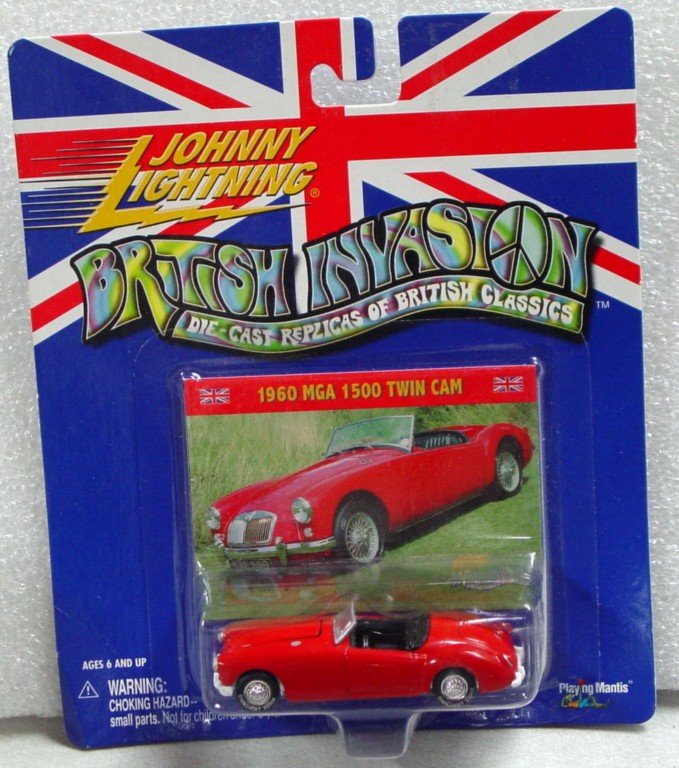 JOHNNY
LIGHTNING®
BRITISH INVASION
DIE-CAST REPLICAS OF BRITISH CLASSICS ™
1960 MGA 1500 TWIN CAM
AGES 6 AND UP
WARNING:
CHOKING HAZARD--
small parts. Not for children under
Playing Mantis